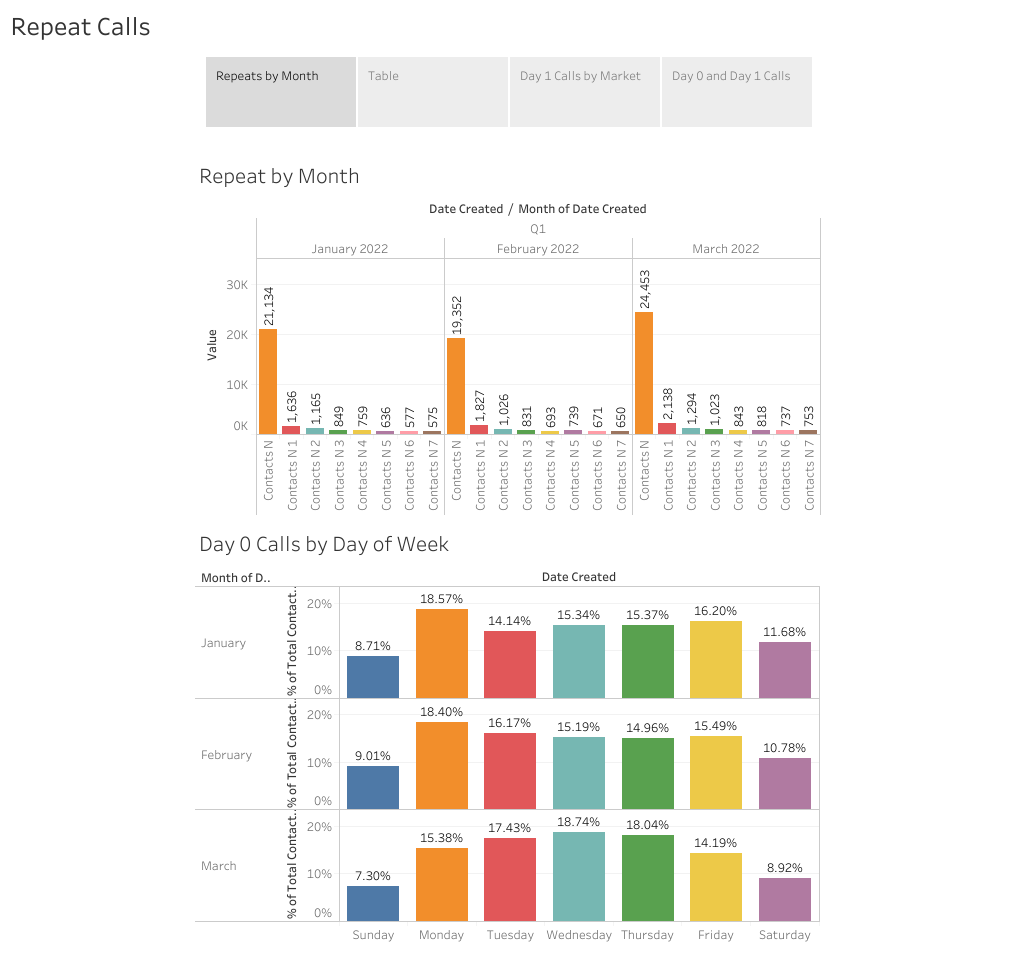 Repeat Calls
Repeats by Month
Table
Day 1 Calls by Market
Day 0 and Day 1 Calls
Repeat by Month
Date Created / Month of Date Created
Q1
January 2022
February 2022
March 2022
Value
30K
20K
10K
0K
21,134
1,636
1,165
849
759
636
577
575
19,352
1,827
1,026
831
693
739
671
650
24,453
2,138
1,294
1,023
843
818
737
753
Contacts N
Contacts N 1
Contacts N 2
Contacts N 3
Contacts N 4
Contacts N 5
Contacts N 6
Contacts N 7
Contacts N
Contacts N 1
Contacts N 2
Contacts N 3
Contacts N 4
Contacts N 5
Contacts N 6
Contacts N 7
Contacts N
Contacts N 1
Contacts N 2
Contacts N 3
Contacts N 4
Contacts N 5
Contacts N 6
Contacts N 7
Day 0 Calls by Day of Week
Month of D..
Date Created
January
% of Total Contact..
20%
10%
0%
8.71%
18.57%
14.14%
15.34%
15.37%
16.20%
11.68%
February
% of Total Contact..
20%
10%
0%
9.01%
18.40%
16.17%
15.19%
14.96%
15.49%
10.78%
March
% of Total Contact..
20%
10%
0%
7.30%
15.38%
17.43%
18.74%
18.04%
14.19%
8.92%
Sunday
Monday
Tuesday
Wednesday
Thursday
Friday
Saturday